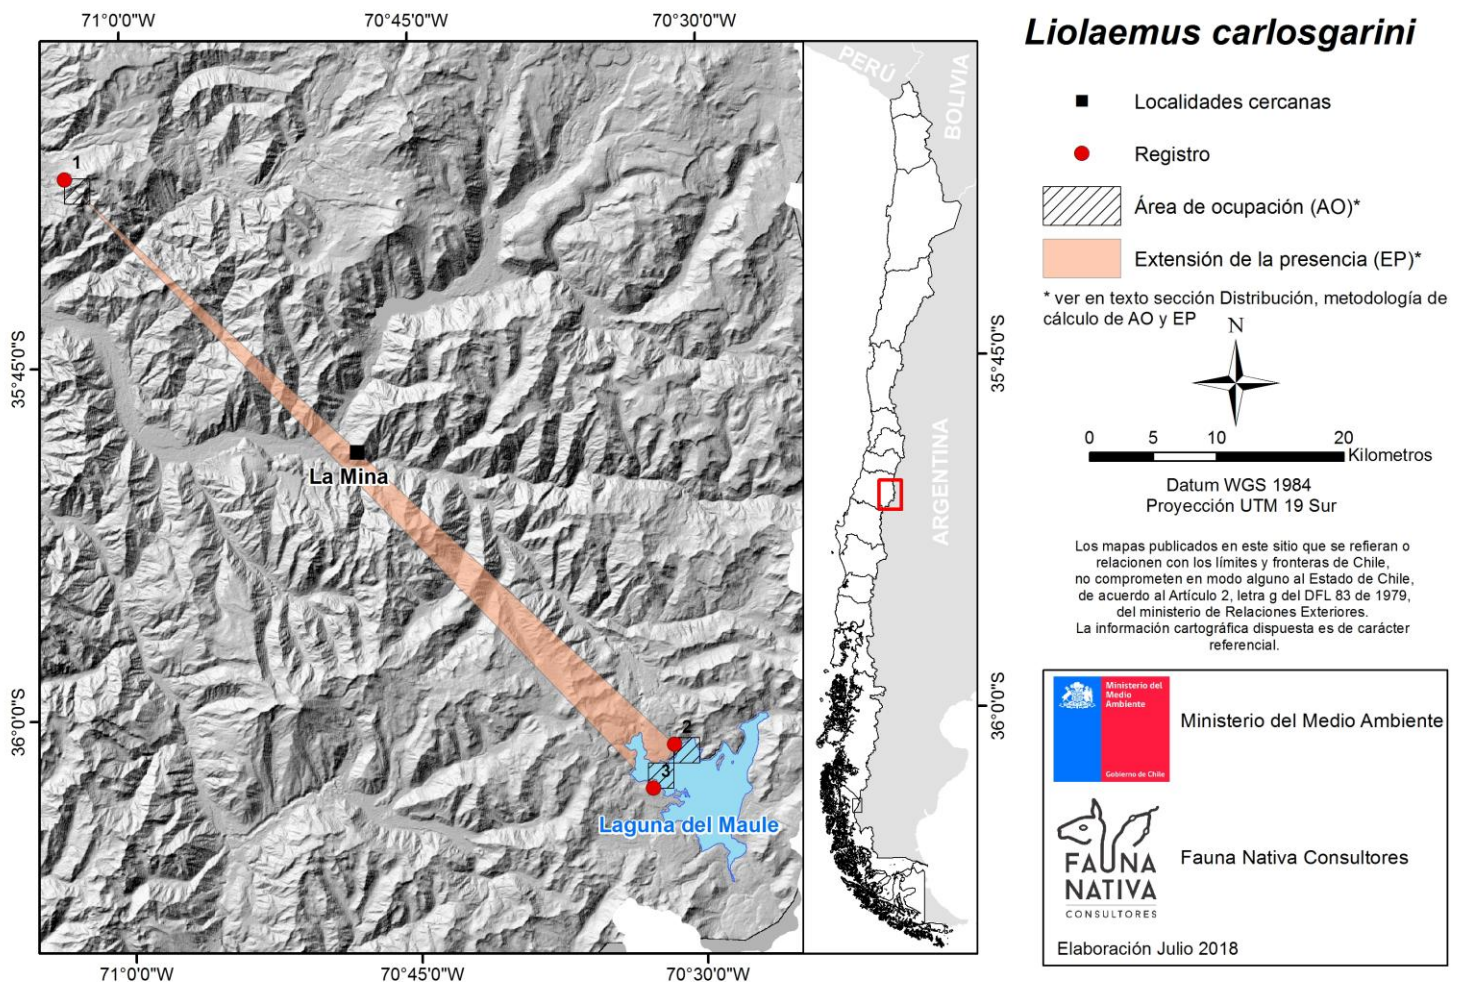 71°0'0"W
70°45'0"W
70°30'0"W
Liolaemus carlosgarini
PERÚ
BOLIVIA
ARGENTINA
Localidades cercanas
Registro
Área de ocupación (AO)*
Extensión de la presencia (EP)*
* ver en texto sección Distribución, metodología de
cálculo de AO y EP
N
0 5 10 20
Kilometros
Datum WGS 1984
Proyección UTM 19 Sur
Los mapas publicados en este sitio que se refieran o
relacionen con los límites y fronteras de Chile,
no comprometen en modo alguno al Estado de Chile,
de acuerdo al Artículo 2, letra g del DFL 83 de 1979,
del ministerio de Relaciones Exteriores.
La información cartográfica dispuesta es de carácter
referencial.
1
35°45'0"S
35°45'0"S
La Mina
36°0'0"S
36°0'0"S
2
3
Laguna del Maule
Ministerio del
Medio
Ambiente
Gobierno de Chile
Ministerio del Medio Ambiente
FAUNA
NATIVA
CONSULTORES
Fauna Nativa Consultores
Elaboración Julio 2018
71°0'0"W
70°45'0"W
70°30'0"W